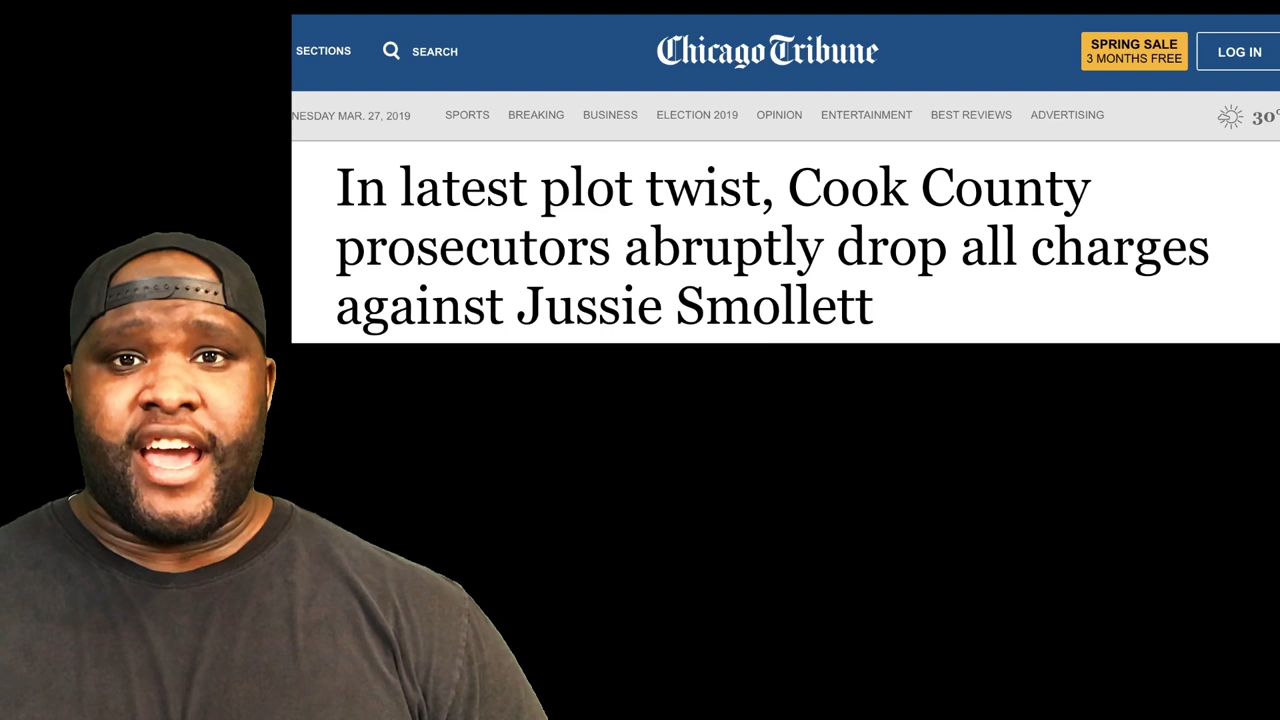 SECTIONS SEARCH Chicago Tribune SPRING SALE LOG IN
3 MONTHS FREE
NESDAY MAR. 27, 2019 SPORTS BREAKING BUSINESS ELECTION 2019 OPINION ENTERTAINMENT BEST REVIEWS ADVERTISING 30°
In latest plot twist, Cook County
prosecutors abruptly drop all charges
against Jussie Smollett